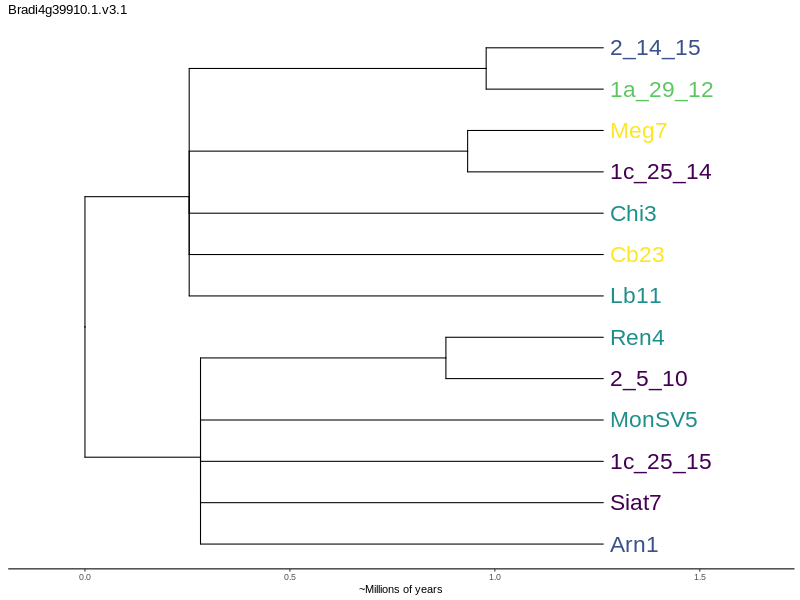 Bradi4g39910.1.v3.1
2_14_15
1a_29_12
Meg7
1c_25_14
Chi3
Cb23
Lb11
Ren4
2_5_10
MonSV5
1c_25_15
Siat7
Arn1
0.0 0.5 1.0 1.5
~Millions of years